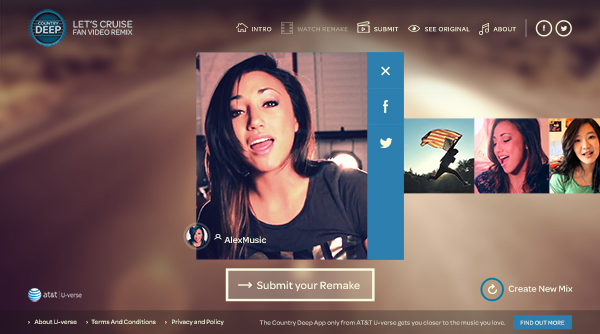 COUNTRY
DEEP
LET'S CRUISE
FAN VIDEO REMIX
INTRO
WATCH REMAKE
SUBMIT
SEE ORIGINAL
ABOUT
AlexMusic
→ Submit your Remake
Create New Mix
at&t | U-verse
› About U-verse › Terms And Conditions › Privacy and Policy
The Country Deep App only from AT&T U-verse gets you closer to the music you love.
FIND OUT MORE